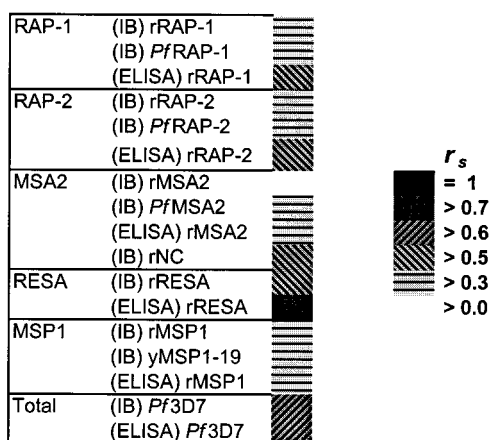 RAP-1 (IB) rRAP-1
(IB) PfRAP-1
(ELISA) rRAP-1
RAP-2 (IB) rRAP-2
(IB) PfRAP-2
(ELISA) rRAP-2
MSA2 (IB) rMSA2
(IB) PfMSA2
(ELISA) rMSA2
(IB) rNC
RESA (IB) rRESA
(ELISA) rRESA
MSP1 (IB) rMSP1
(IB) yMSP1-19
(ELISA) rMSP1
Total (IB) Pf3D7
(ELISA) Pf3D7
rs
= 1
> 0.7
> 0.6
> 0.5
> 0.3
> 0.0